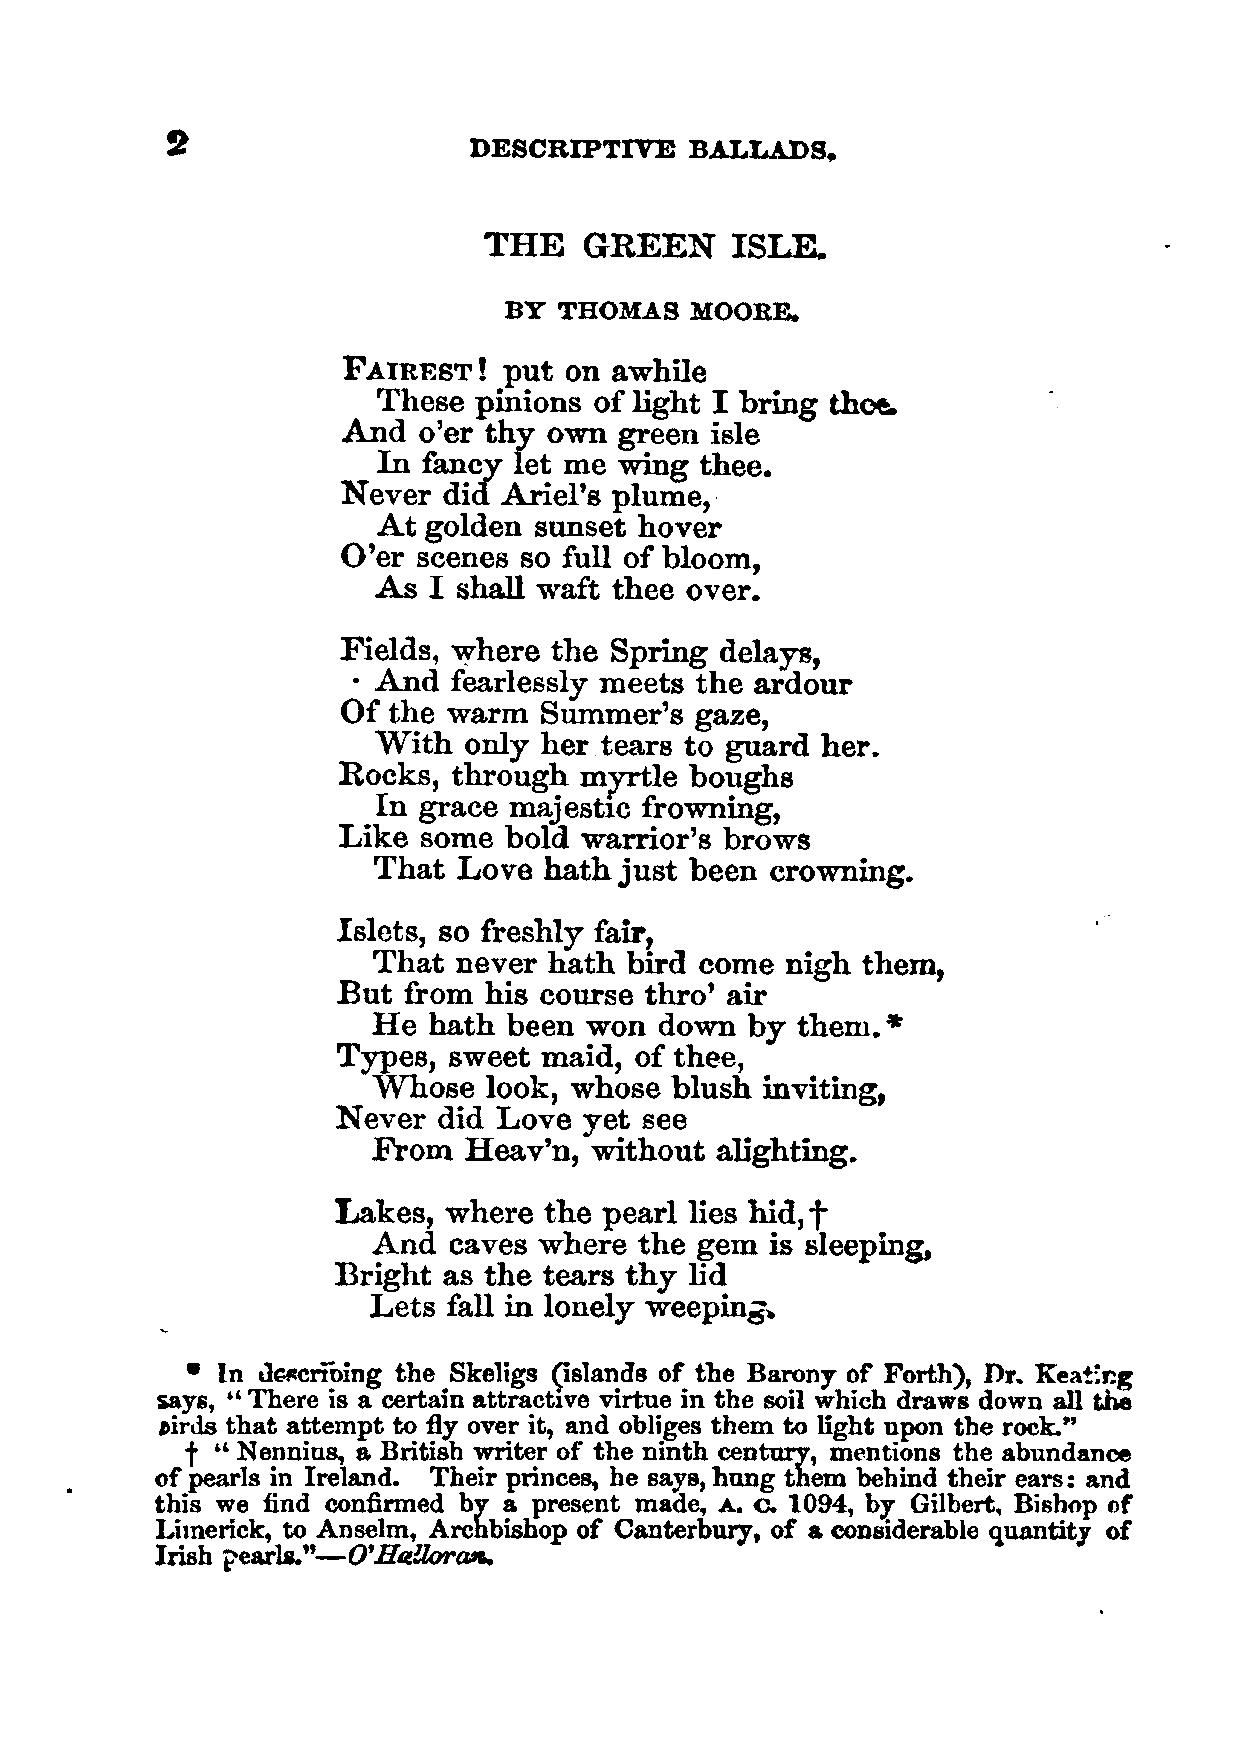 2
DESCRIPTIVE BALLADS.
THE GREEN ISLE.
BY THOMAS MOORE.
FAIREST! put on awhile
These pinions of light I bring thee.
And o'er thy own green isle
In fancy let me wing thee.
Never did Ariel's plume,
At golden sunset hover
O'er scenes so full of bloom,
As I shall waft thee over.
Fields, where the Spring delays,
And fearlessly meets the ardour
Of the warm Summer's gaze,
With only her tears to guard her.
Rocks, through myrtle boughs
In grace majestic frowning,
Like some bold warrior's brows
That Love hath just been crowning.
Islets, so freshly fair,
That never hath bird come nigh them,
But from his course thro' air
He hath been won down by them.*
Types, sweet maid, of thee,
Whose look, whose blush inviting,
Never did Love yet see
From Heav'n, without alighting.
Lakes, where the pearl lies hid,†
And caves where the gem is sleeping,
Bright as the tears thy lid
Lets fall in lonely weeping.
* In describing the Skeligs (islands of the Barony of Forth), Dr. Keating
says, "There is a certain attractive virtue in the soil which draws down all the
birds that attempt to fly over it, and obliges them to light upon the rock."
† "Nennius, a British writer of the ninth century, mentions the abundance
of pearls in Ireland. Their princes, he says, hung them behind their ears: and
this we find confirmed by a present made, A. C. 1094, by Gilbert, Bishop of
Limerick, to Anselm, Archbishop of Canterbury, of a considerable quantity of
Irish pearls."—O'Halloran.